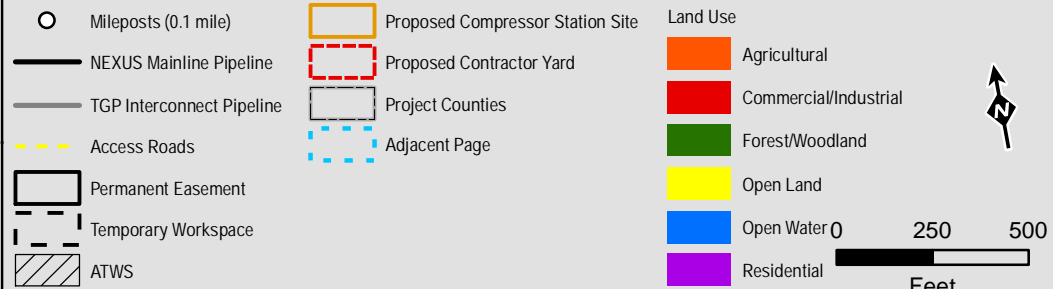 Mileposts (0.1 mile)
NEXUS Mainline Pipeline
TGP Interconnect Pipeline
Access Roads
Permanent Easement
Temporary Workspace
ATWS
Proposed Compressor Station Site
Proposed Contractor Yard
Project Counties
Adjacent Page
Land Use
Agricultural
Commercial/Industrial
Forest/Woodland
Open Land
Open Water
Residential
N
0 250 500
Feet